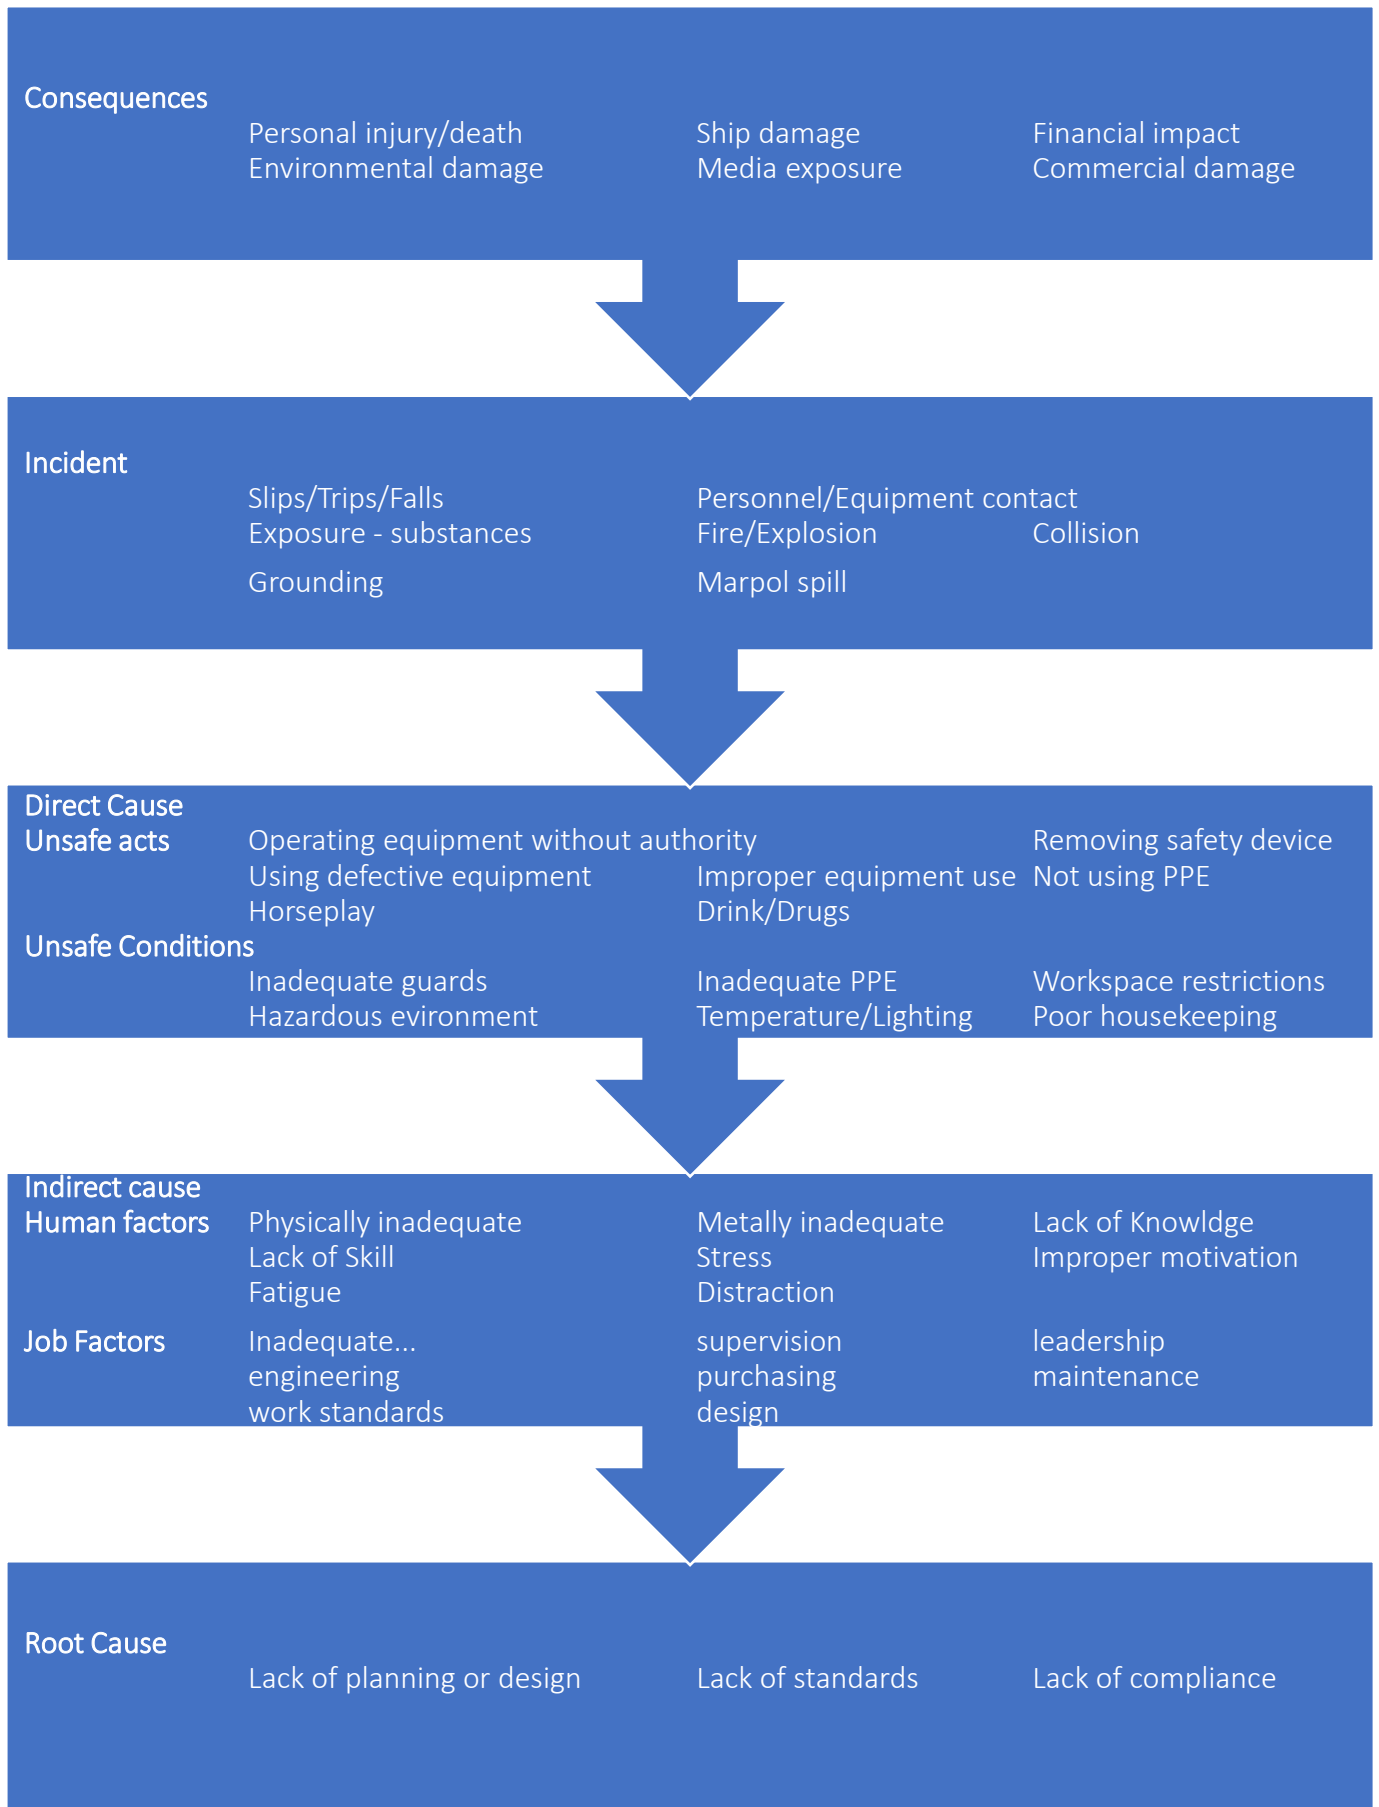 Consequences
Personal injury/death Ship damage Financial impact
Environmental damage Media exposure Commercial damage
Incident
Slips/Trips/Falls Personnel/Equipment contact
Exposure - substances Fire/Explosion Collision
Grounding Marpol spill
Direct Cause
Unsafe acts Operating equipment without authority Removing safety device
Using defective equipment Improper equipment use Not using PPE
Horseplay Drink/Drugs
Unsafe Conditions
Inadequate guards Inadequate PPE Workspace restrictions
Hazardous evironment Temperature/Lighting Poor housekeeping
Indirect cause
Human factors Physically inadequate Metally inadequate Lack of Knowldge
Lack of Skill Stress Improper motivation
Fatigue Distraction
Job Factors Inadequate... supervision leadership
engineering purchasing maintenance
work standards design
Root Cause
Lack of planning or design Lack of standards Lack of compliance